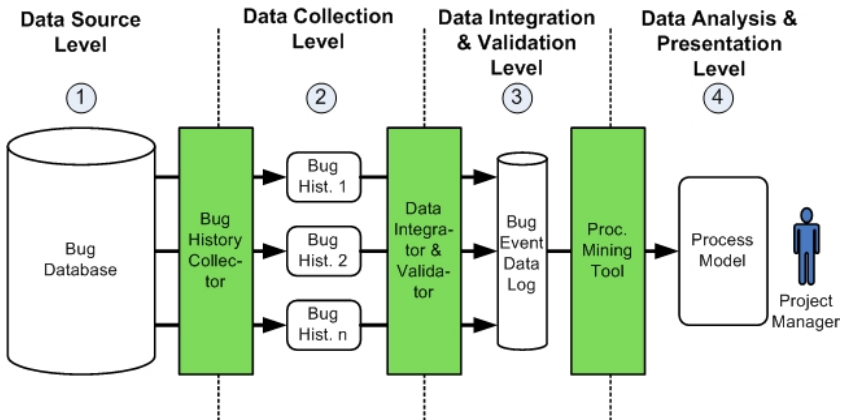 Data Source
Level
Data Collection
Level
Data Integration
& Validation
Level
Data Analysis &
Presentation
Level
1
2
3
4
Bug
Database
Bug
History
Collec-
tor
Bug
Hist. 1
Bug
Hist. 2
Bug
Hist. n
Data
Integra-
tor &
Valida-
tor
Bug
Event
Data
Log
Proc.
Mining
Tool
Process
Model
Project
Manager